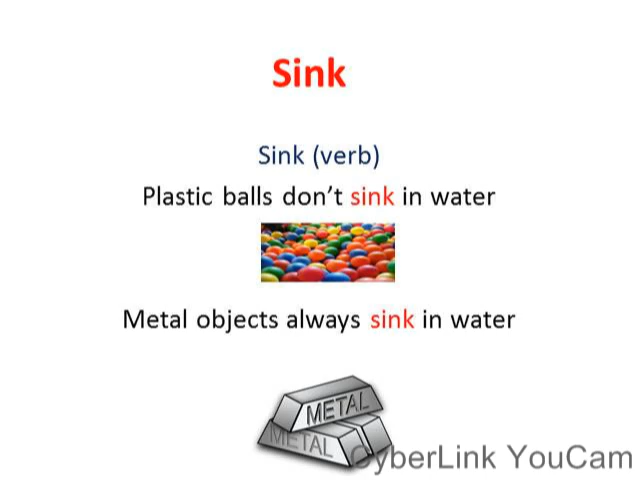 Sink
Sink (verb)
Plastic balls don't sink in water
Metal objects always sink in water
METAL
METAL
CyberLink YouCam